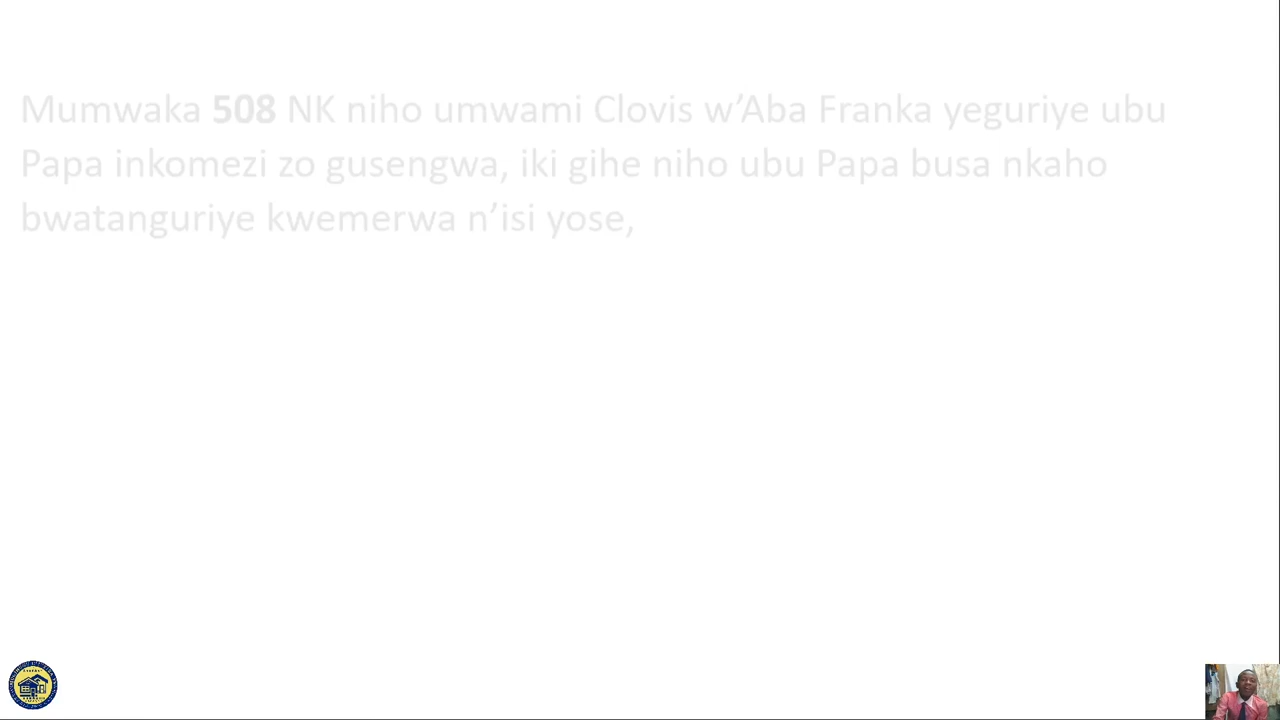 Mumwaka 508 NK niho umwami Clovis w’Aba Franka yeguriye ubu
Papa inkomezi zo gusengwa, iki gihe niho ubu Papa busa nkaho
bwatanguriye kwemerwa n’isi yose,